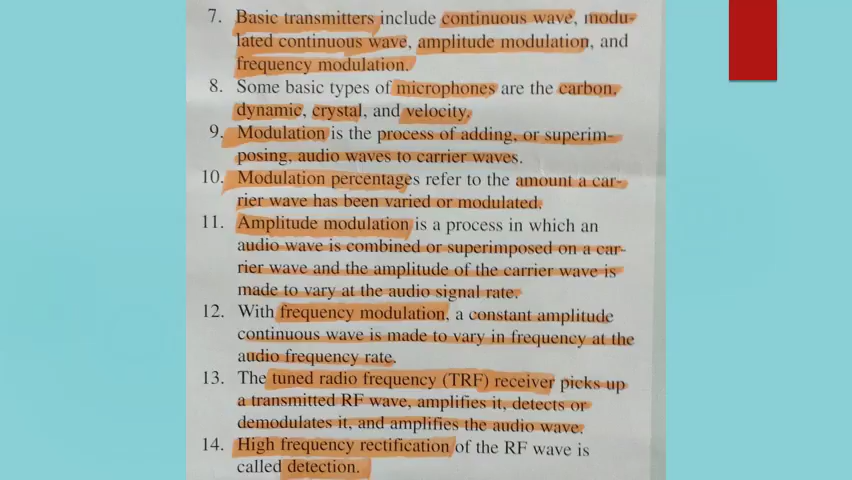 7. Basic transmitters include continuous wave, modu-
lated continuous wave, amplitude modulation, and
frequency modulation.
8. Some basic types of microphones are the carbon,
dynamic, crystal, and velocity.
9. Modulation is the process of adding, or superim-
posing, audio waves to carrier waves.
10. Modulation percentages refer to the amount a car-
rier wave has been varied or modulated.
11. Amplitude modulation is a process in which an
audio wave is combined or superimposed on a car-
rier wave and the amplitude of the carrier wave is
made to vary at the audio signal rate.
12. With frequency modulation, a constant amplitude
continuous wave is made to vary in frequency at the
audio frequency rate.
13. The tuned radio frequency (TRF) receiver picks up
a transmitted RF wave, amplifies it, detects or
demodulates it, and amplifies the audio wave.
14. High frequency rectification of the RF wave is
called detection.